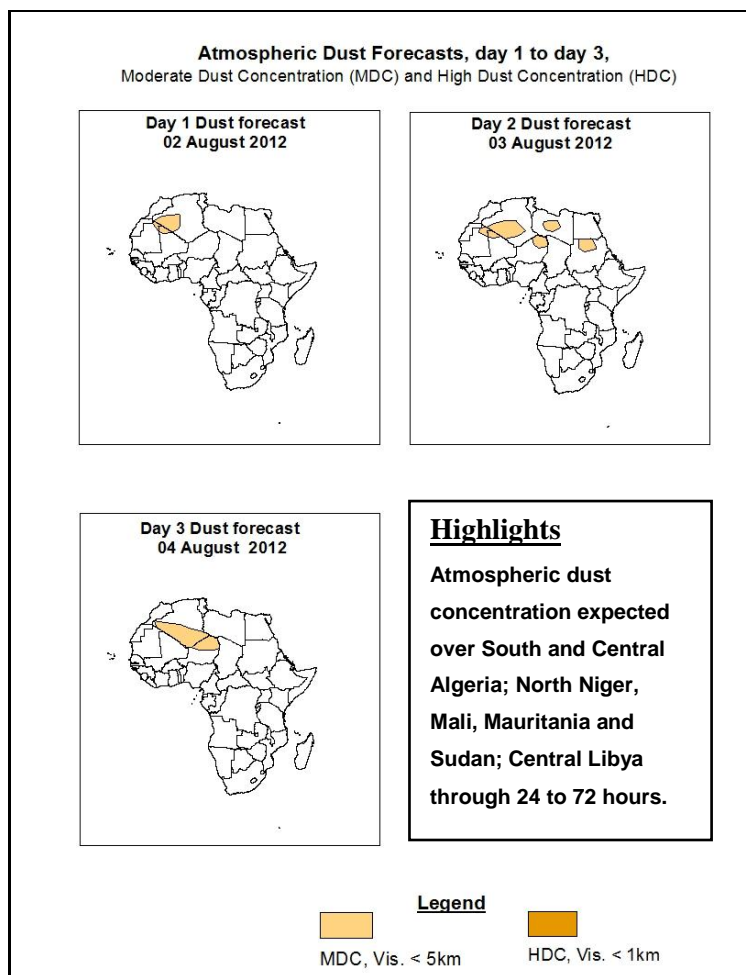 Atmospheric Dust Forecasts, day 1 to day 3,
Moderate Dust Concentration (MDC) and High Dust Concentration (HDC)
Day 1 Dust forecast
02 August 2012
Day 2 Dust forecast
03 August 2012
Day 3 Dust forecast
04 August 2012
Highlights
Atmospheric dust
concentration expected
over South and Central
Algeria; North Niger,
Mali, Mauritania and
Sudan; Central Libya
through 24 to 72 hours.
Legend
MDC, Vis. < 5km
HDC, Vis. < 1km